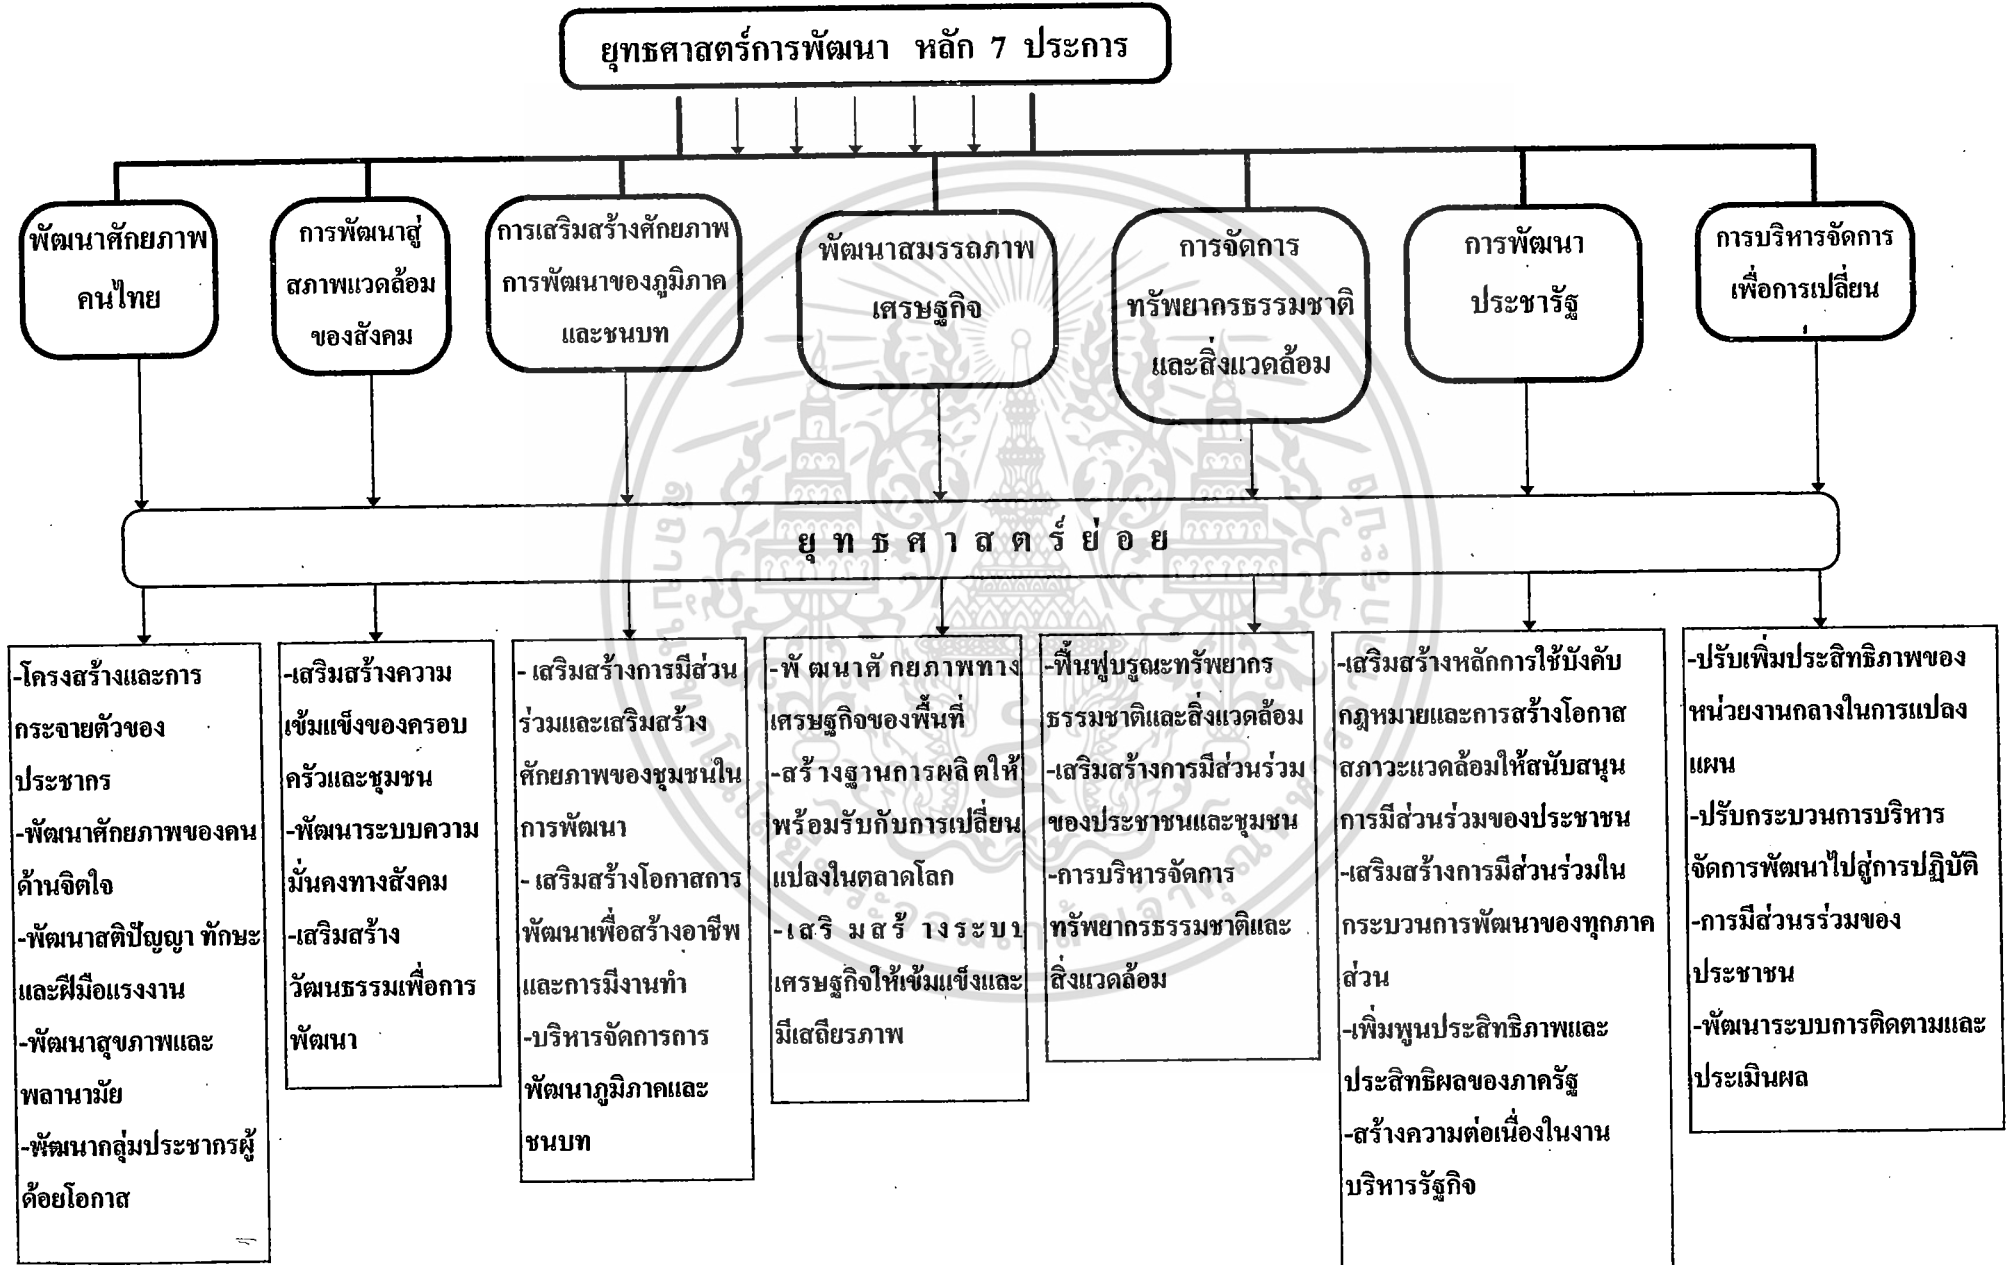 ยุทธศาสตร์การพัฒนา หลัก 7 ประการ
พัฒนาศักยภาพ
คนไทย
การพัฒนาสู่
สภาพแวดล้อม
ของสังคม
การเสริมสร้างศักยภาพ
การพัฒนาของภูมิภาค
และชนบท
พัฒนาสมรรถภาพ
เศรษฐกิจ
การจัดการ
ทรัพยากรธรรมชาติ
และสิ่งแวดล้อม
การพัฒนา
ประชารัฐ
การบริหารจัดการ
เพื่อการเปลี่ยน
ยุทธศาสตร์ย่อย
-โครงสร้างและการ
กระจายตัวของ
ประชากร
-พัฒนาศักยภาพของคน
ด้านจิตใจ
-พัฒนาสติปัญญา ทักษะ
และฝีมือแรงงาน
-พัฒนาสุขภาพและ
พลานามัย
-พัฒนากลุ่มประชากรผู้
ด้อยโอกาส
-เสริมสร้างความ
เข้มแข็งของครอบ
ครัวและชุมชน
-พัฒนาระบบความ
มั่นคงทางสังคม
-เสริมสร้าง
วัฒนธรรมเพื่อการ
พัฒนา
- เสริมสร้างการมีส่วน
ร่วมและเสริมสร้าง
ศักยภาพของชุมชนใน
การพัฒนา
- เสริมสร้างโอกาสการ
พัฒนาเพื่อสร้างอาชีพ
และการมีงานทำ
-บริหารจัดการการ
พัฒนาภูมิภาคและ
ชนบท
-พัฒนาศักยภาพทาง
เศรษฐกิจของพื้นที่
-สร้างฐานการผลิตให้
พร้อมรับกับการเปลี่ยน
แปลงในตลาดโลก
-เสริมสร้างระบบ
เศรษฐกิจให้เข้มแข็งและ
มีเสถียรภาพ
-ฟื้นฟูบรูณะทรัพยากร
ธรรมชาติและสิ่งแวดล้อม
-เสริมสร้างการมีส่วนร่วม
ของประชาชนและชุมชน
-การบริหารจัดการ
ทรัพยากรธรรมชาติและ
สิ่งแวดล้อม
-เสริมสร้างหลักการใช้บังคับ
กฎหมายและการสร้างโอกาส
สภาวะแวดล้อมให้สนับสนุน
การมีส่วนร่วมของประชาชน
-เสริมสร้างการมีส่วนร่วมใน
กระบวนการพัฒนาของทุกภาค
ส่วน
-เพิ่มพูนประสิทธิภาพและ
ประสิทธิผลของภาครัฐ
-สร้างความต่อเนื่องในงาน
บริหารรัฐกิจ
-ปรับเพิ่มประสิทธิภาพของ
หน่วยงานกลางในการแปลง
แผน
-ปรับกระบวนการบริหาร
จัดการพัฒนาไปสู่การปฏิบัติ
-การมีส่วนรร่วมของ
ประชาชน
-พัฒนาระบบการติดตามและ
ประเมินผล